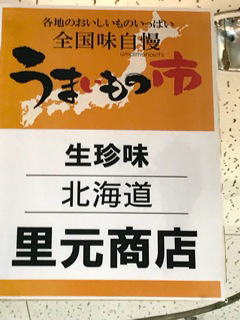 各地のおいしいものいっぱい
全国味自慢
umaimonoichi
うまいもの市
生珍味
北海道
里元商店